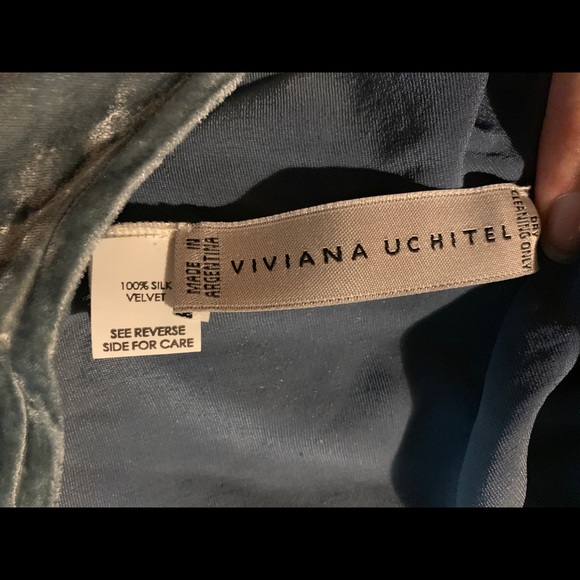 VIVIANA UCHITEL
MADE IN
ARGENTINA
DRY
CLEANING ONLY
100% SILK
VELVET
SEE REVERSE
SIDE FOR CARE